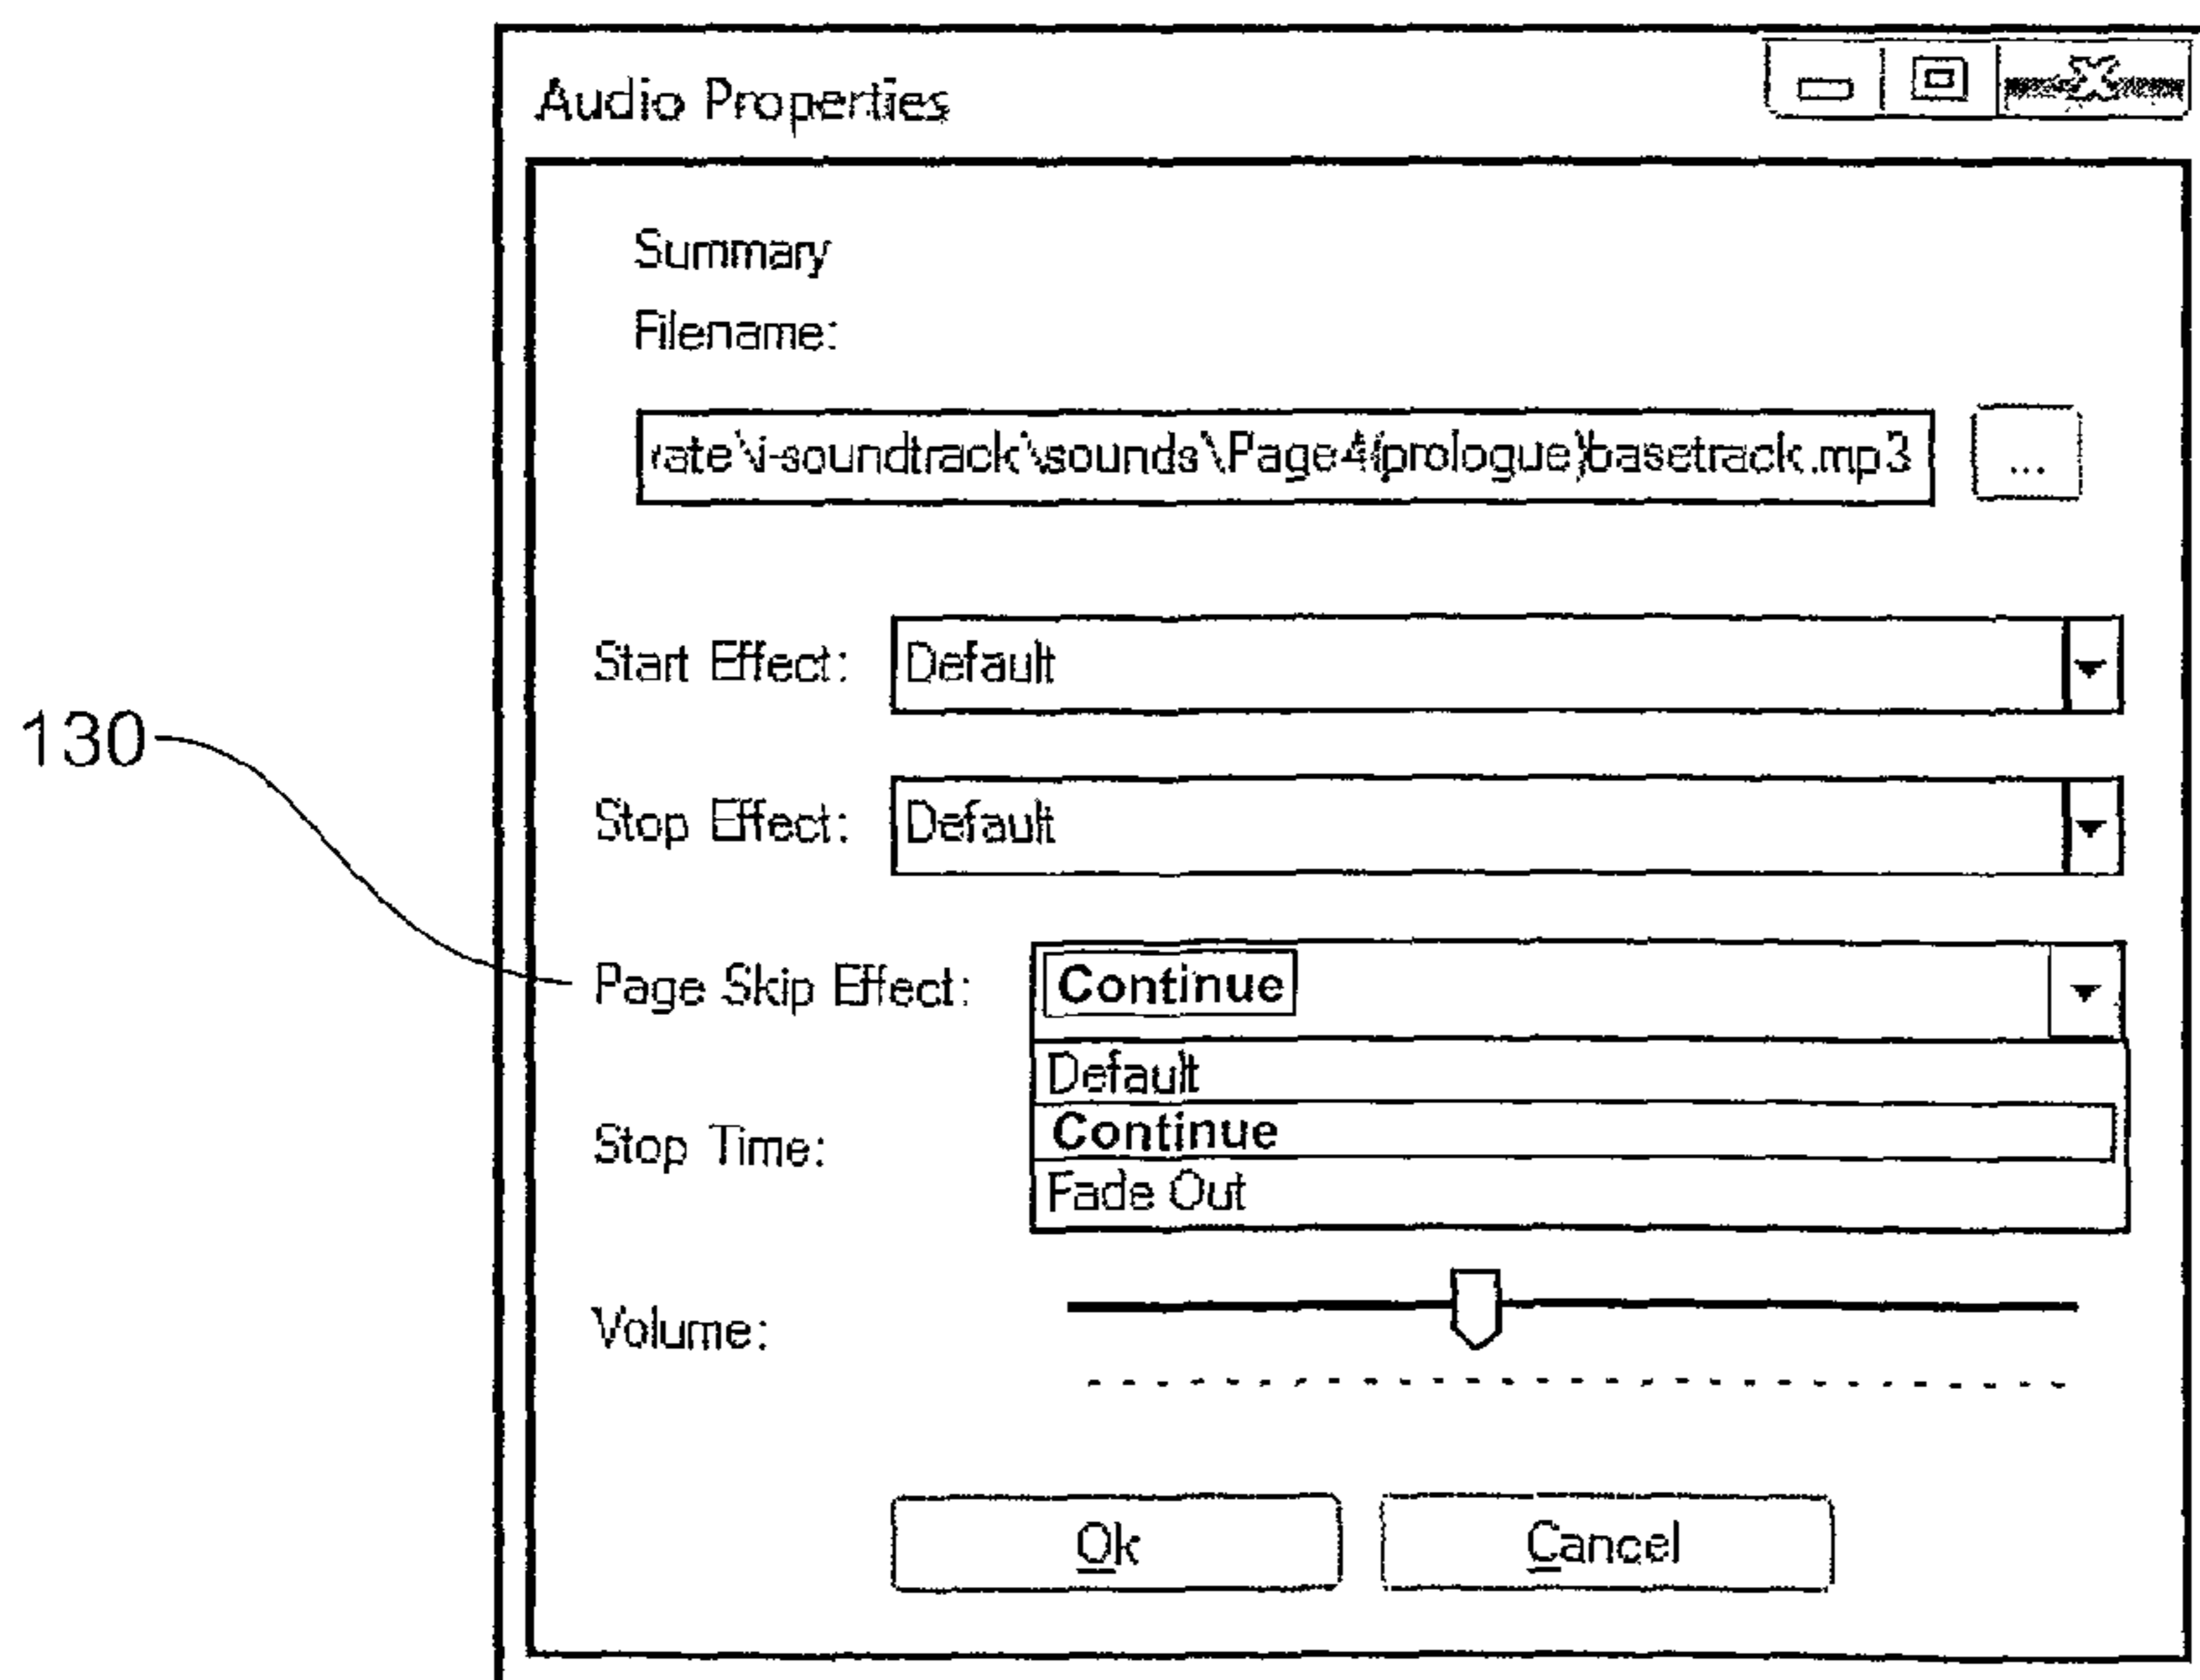 Audio Properties
Summary
Filename:
rate\i-soundtrack\sounds\Page4(prologue)basetrack.mp3 ...
Start Effect: Default
130
Stop Effect: Default
Page Skip Effect: Continue
Default
Continue
Stop Time:
Fade Out
Volume:
Ok Cancel